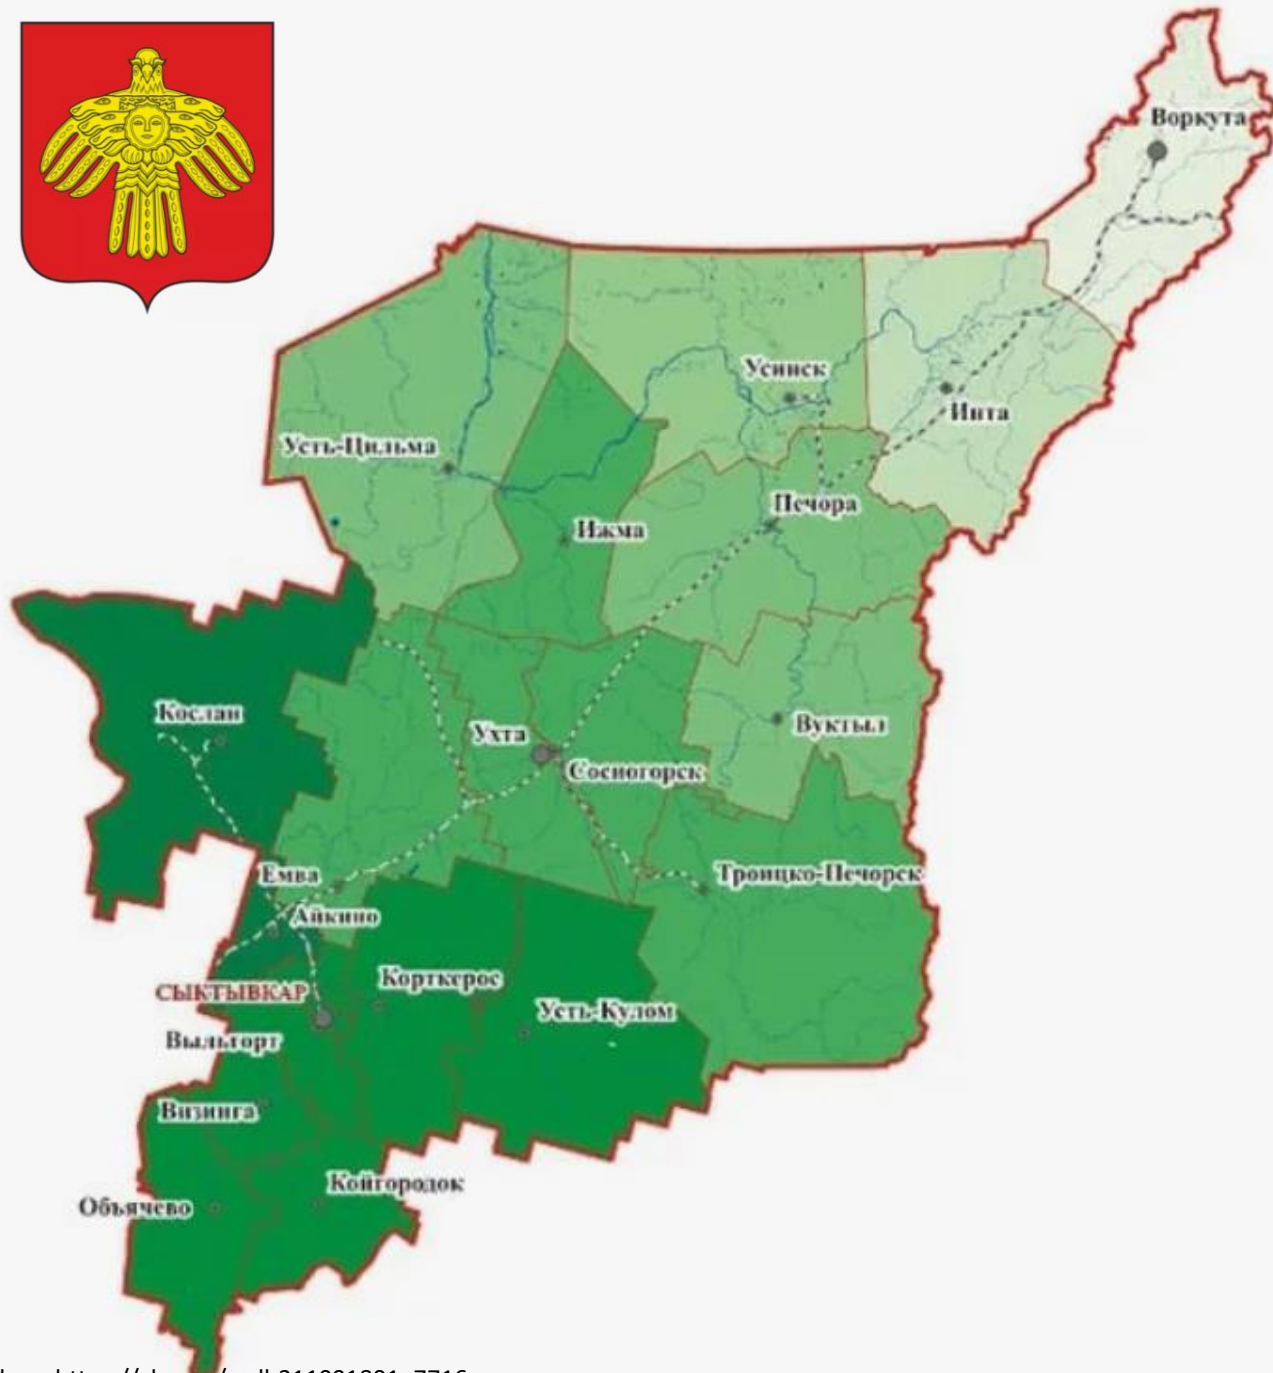 Воркута
Усинск
Инта
Усть-Цильма
Печора
Ижма
Кослан
Вуктыл
Ухта
Сосногорск
Емва
Троицко-Печорск
Айкино
Корткерос
СЫКТЫВКАР
Усть-Кулом
Выльгорт
Визинга
Койгородок
Объячево